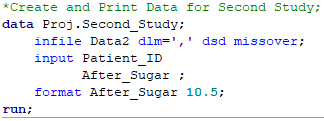 *Create and Print Data for Second Study;
data Proj.Second_Study;
infile Data2 dlm=',' dsd missover;
input Patient_ID
After_Sugar ;
format After_Sugar 10.5;
run;